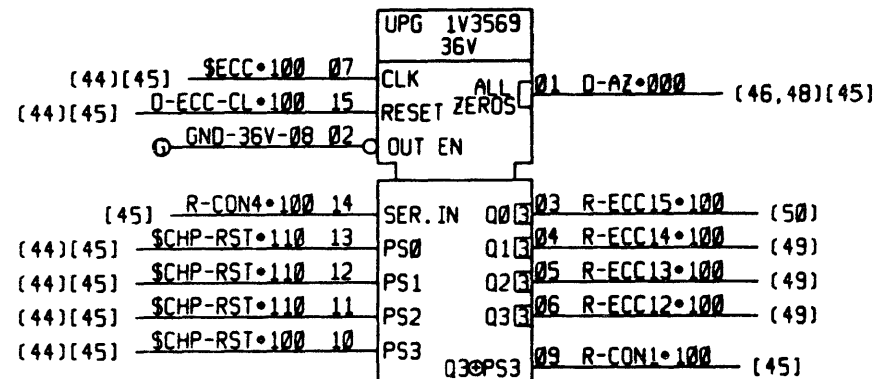 UPG 1V3569
36V
[44][45] $ECC•100 07 CLK ALL ZEROS 01 D-AZ•000 (46,48)[45]
[44][45] D-ECC-CL•100 15 RESET
G GND-36V-08 02 OUT EN
[45] R-CON4•100 14 SER.IN Q0 3 03 R-ECC15•100 (50)
[44][45] $CHP-RST•110 13 PS0 Q1 3 04 R-ECC14•100 (49)
[44][45] $CHP-RST•110 12 PS1 Q2 3 05 R-ECC13•100 (49)
[44][45] $CHP-RST•110 11 PS2 Q3 3 06 R-ECC12•100 (49)
[44][45] $CHP-RST•100 10 PS3
Q3⊕PS3 09 R-CON1•100 [45]